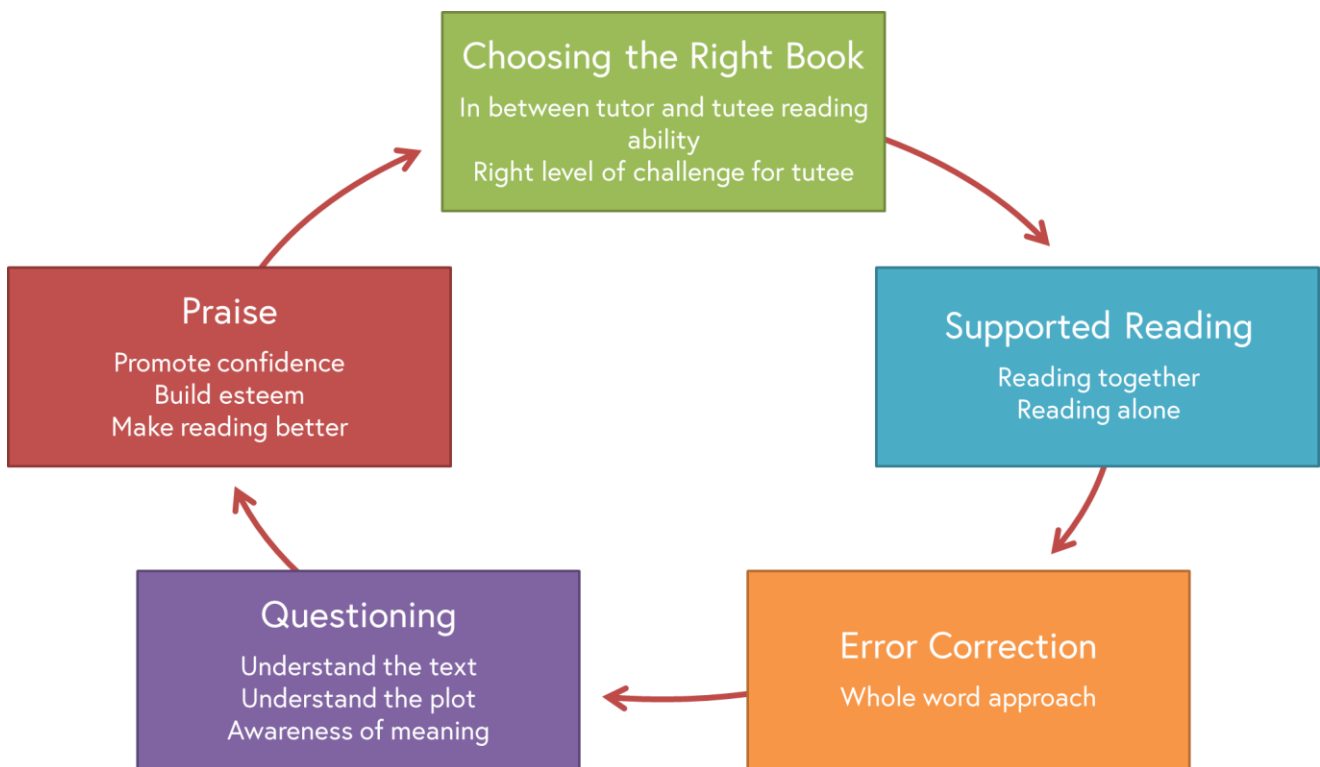 Choosing the Right Book
In between tutor and tutee reading
ability
Right level of challenge for tutee
Supported Reading
Reading together
Reading alone
Error Correction
Whole word approach
Questioning
Understand the text
Understand the plot
Awareness of meaning
Praise
Promote confidence
Build esteem
Make reading better